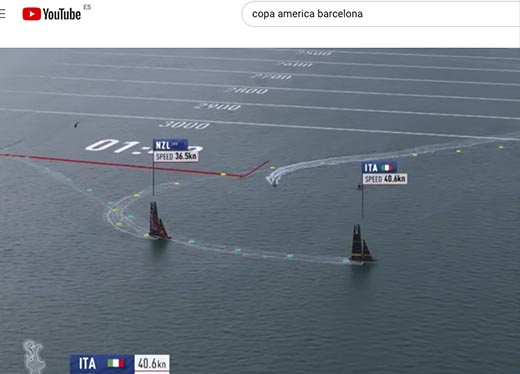 YouTube ES
copa america barcelona
2600
2700
2800
2900
3000
NZL
SPEED 36.5kn
ITA
SPEED 40.6kn
ITA 40.6kn